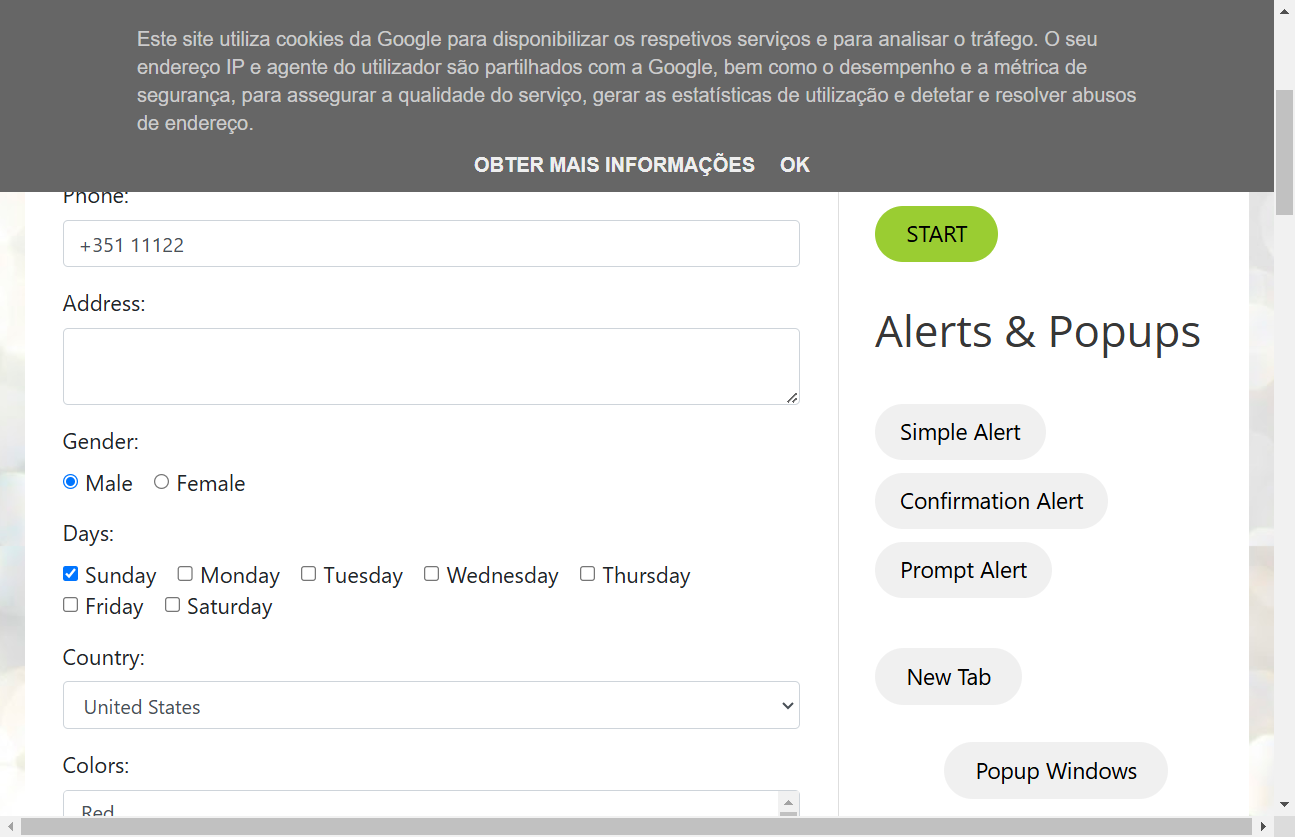 Este site utiliza cookies da Google para disponibilizar os respetivos serviços e para analisar o tráfego. O seu
endereço IP e agente do utilizador são partilhados com a Google, bem como o desempenho e a métrica de
segurança, para assegurar a qualidade do serviço, gerar as estatísticas de utilização e detetar e resolver abusos
de endereço.
OBTER MAIS INFORMAÇÕES OK
Phone:
+351 11122
Address:
Gender:
Male Female
Days:
Sunday Monday Tuesday Wednesday Thursday
Friday Saturday
Country:
United States
Colors:
Red
START
Alerts & Popups
Simple Alert
Confirmation Alert
Prompt Alert
New Tab
Popup Windows